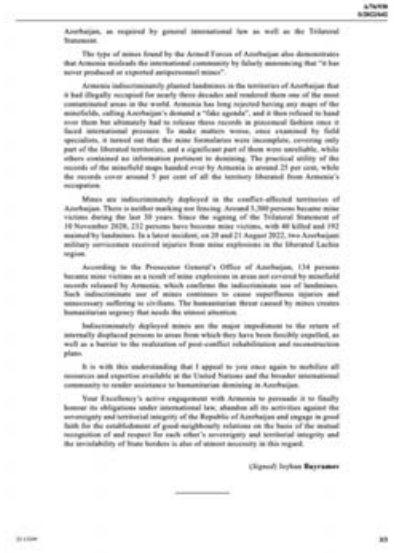 A/76/930
S/2022/642
Azerbaijan, as required by general international law as well as the Trilateral
Statement.
The type of mines found by the Armed Forces of Azerbaijan also demonstrates
that Armenia misleads the international community by falsely announcing that “it has
never produced or exported antipersonnel mines”.
Armenia indiscriminately planted landmines in the territories of Azerbaijan that
it had illegally occupied for nearly three decades and rendered them one of the most
contaminated areas in the world. Armenia has long rejected having any maps of the
minefields, calling Azerbaijan's demand a “fake agenda”, and it then refused to hand
over them but ultimately had to release these records in piecemeal fashion once it
faced international pressure. To make matters worse, once examined by field
specialists, it turned out that the mine formularies were incomplete, covering only
part of the liberated territories, and a significant part of them were unreliable, while
others contained no information pertinent to demining. The practical utility of the
records of the minefield maps handed over by Armenia is around 25 per cent, while
the records cover around 5 per cent of all the territory liberated from Armenia's
occupation.
Mines are indiscriminately deployed in the conflict-affected territories of
Azerbaijan. There is neither marking nor fencing. Around 3,300 persons became mine
victims during the last 30 years. Since the signing of the Trilateral Statement of
10 November 2020, 232 persons have become mine victims, with 40 killed and 192
maimed by landmines. In a latest incident, on 20 and 21 August 2022, two Azerbaijani
military servicemen received injuries from mine explosions in the liberated Lachin
region.
According to the Prosecutor General's Office of Azerbaijan, 134 persons
became mine victims as a result of mine explosions in areas not covered by minefield
records released by Armenia, which confirms the indiscriminate use of landmines.
Such indiscriminate use of mines continues to cause superfluous injuries and
unnecessary suffering to civilians. The humanitarian threat caused by mines creates
humanitarian urgency that needs the utmost attention.
Indiscriminately deployed mines are the major impediment to the return of
internally displaced persons to areas from which they have been forcibly expelled, as
well as a barrier to the realization of post-conflict rehabilitation and reconstruction
plans.
It is with this understanding that I appeal to you once again to mobilize all
resources and expertise available at the United Nations and the broader international
community to render assistance to humanitarian demining in Azerbaijan.
Your Excellency's active engagement with Armenia to persuade it to finally
honour its obligations under international law, abandon all its activities against the
sovereignty and territorial integrity of the Republic of Azerbaijan and engage in good
faith for the establishment of good-neighbourly relations on the basis of the mutual
recognition of and respect for each other's sovereignty and territorial integrity and
the inviolability of State borders is also of utmost necessity in this regard.
(Signed) Jeyhun Bayramov
3/3